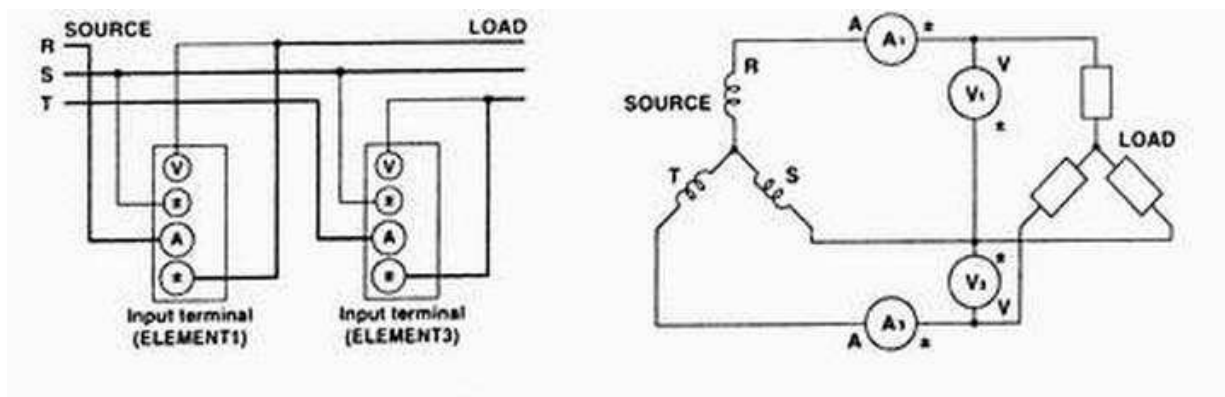 SOURCE
LOAD
R
S
T
V
*
A
*
V
*
A
*
Input terminal
(ELEMENT1)
Input terminal
(ELEMENT3)
A
A1
*
R
V
V1
*
SOURCE
LOAD
T
S
*
V3
V
A
A3
*